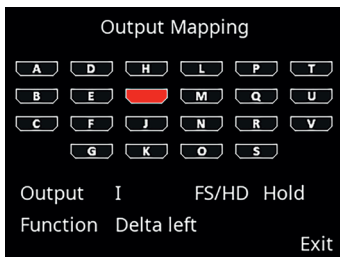 Output Mapping
A D H L P T
B E M Q U
C F J N R V
G K O S
Output I FS/HD Hold
Function Delta left
Exit